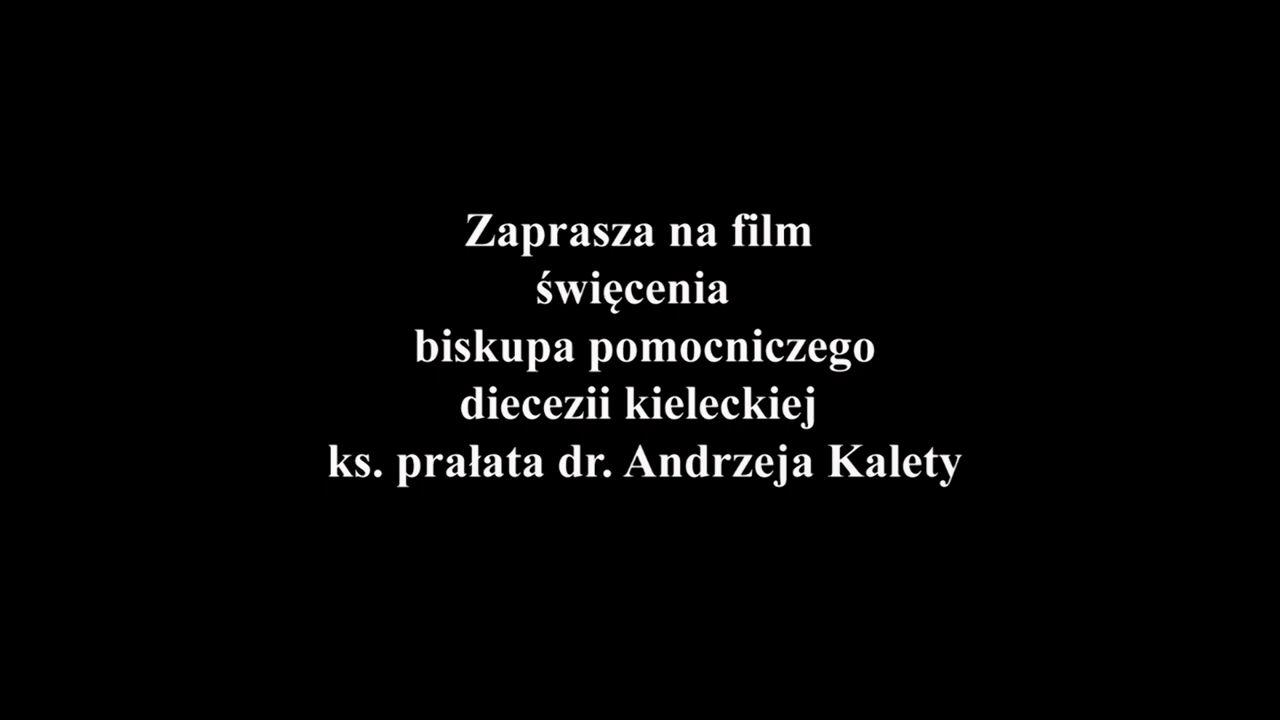 Zaprasza na film
święcenia
biskupa pomocniczego
diecezii kieleckiej
ks. prałata dr. Andrzeja Kalety